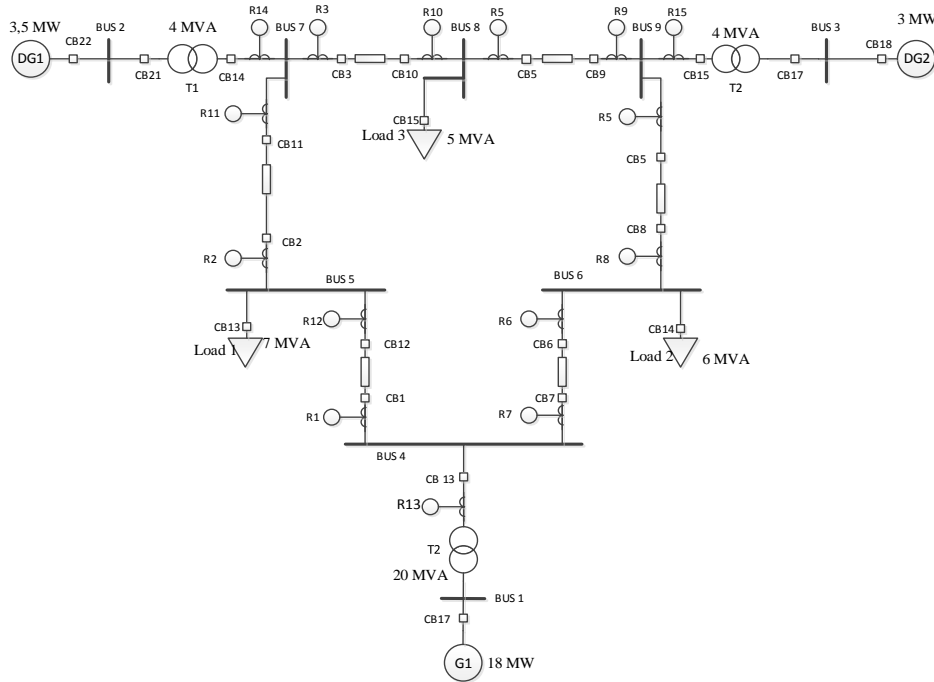 R14
R3
R10
R5
R9
R15
3,5 MW
BUS 2
4 MVA
BUS 7
BUS 8
BUS 9
4 MVA
BUS 3
3 MW
DG1
CB22
CB21
T1
CB14
CB3
CB10
CB5
CB9
CB15
T2
CB17
CB18
DG2
R11
CB11
Load 3
CB15
5 MVA
R5
CB5
CB2
R2
CB8
R8
BUS 5
BUS 6
CB13
Load 1
7 MVA
R12
CB12
R6
CB6
CB14
Load 2
6 MVA
CB1
R1
CB7
R7
BUS 4
CB 13
R13
T2
20 MVA
BUS 1
CB17
G1
18 MW